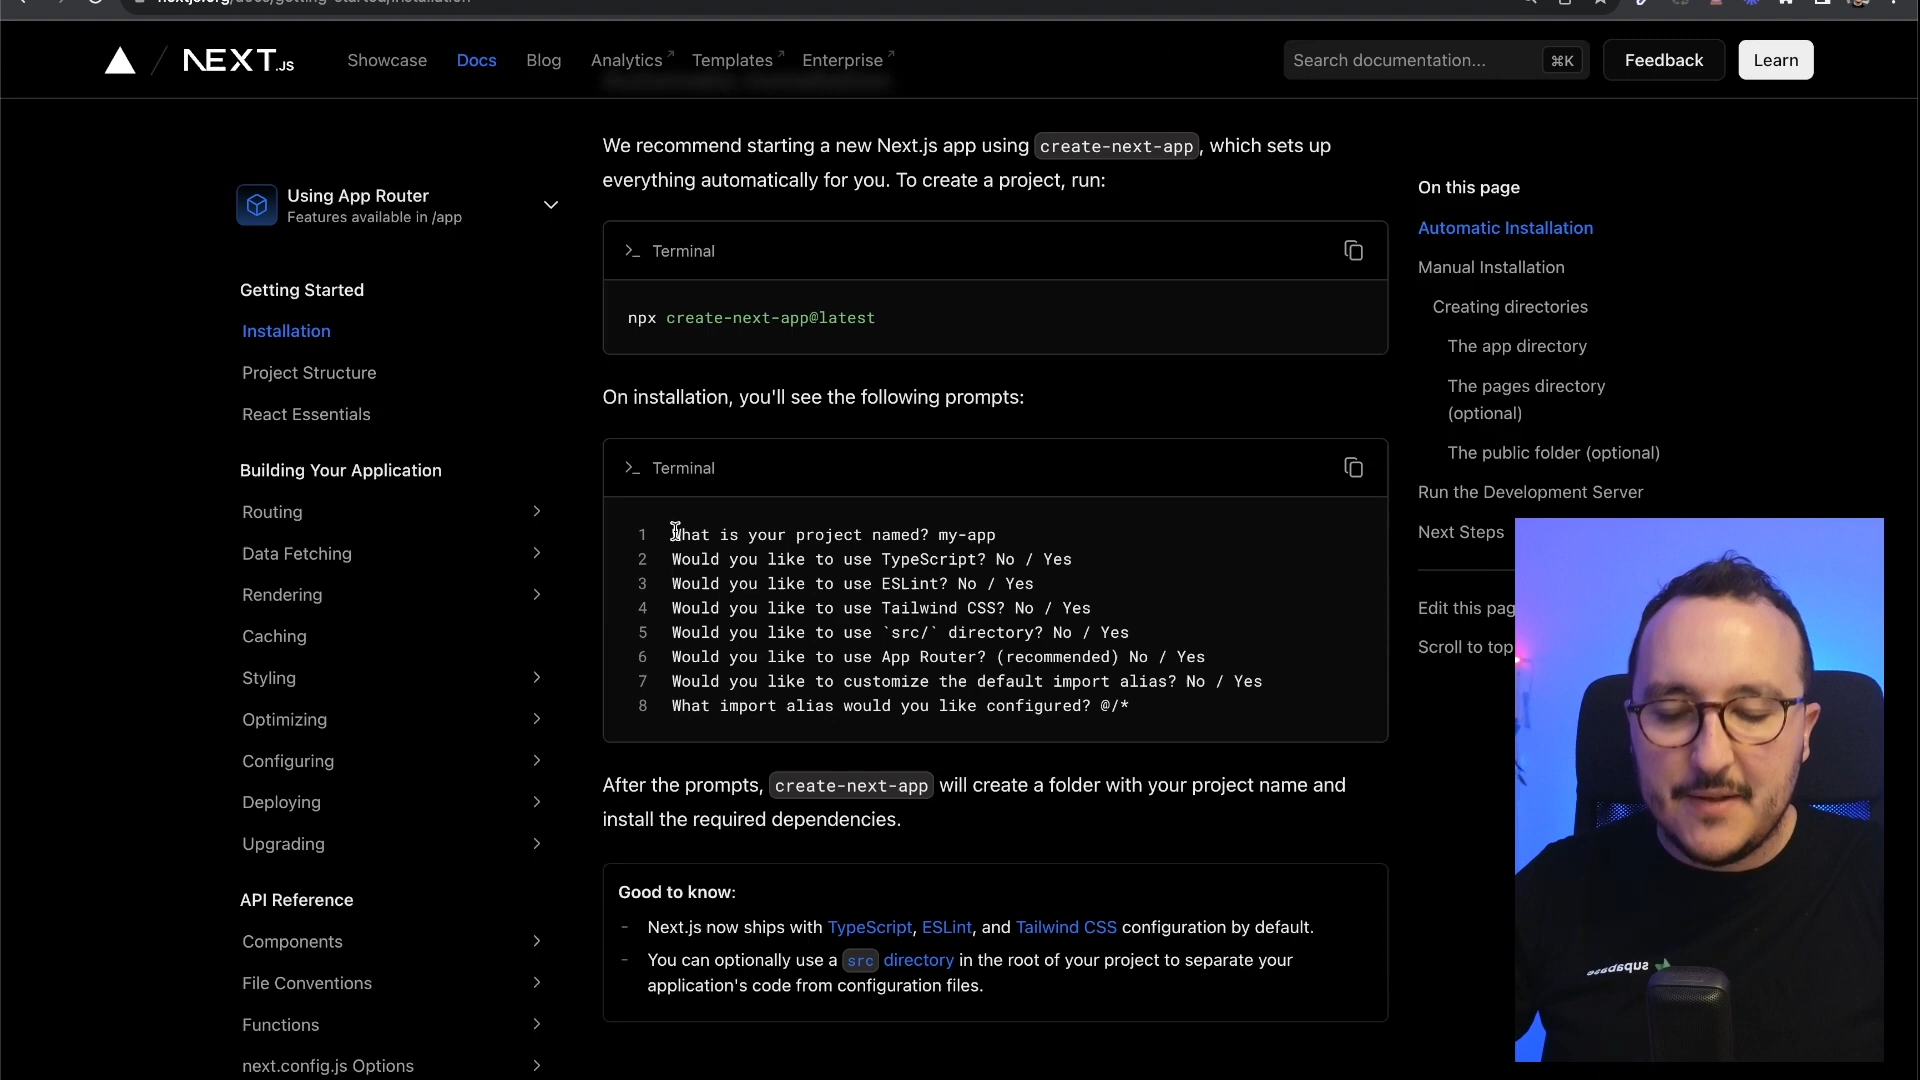 NEXT.JS
Showcase
Docs
Blog
Analytics
Templates
Enterprise
Search documentation...
⌘K
Feedback
Learn
Using App Router
Features available in /app
Getting Started
Installation
Project Structure
React Essentials
Building Your Application
Routing
Data Fetching
Rendering
Caching
Styling
Optimizing
Configuring
Deploying
Upgrading
API Reference
Components
File Conventions
Functions
next.config.js Options
We recommend starting a new Next.js app using create-next-app, which sets up
everything automatically for you. To create a project, run:
Terminal
npx create-next-app@latest
On installation, you'll see the following prompts:
Terminal
1 What is your project named? my-app
2 Would you like to use TypeScript? No / Yes
3 Would you like to use ESLint? No / Yes
4 Would you like to use Tailwind CSS? No / Yes
5 Would you like to use `src/` directory? No / Yes
6 Would you like to use App Router? (recommended) No / Yes
7 Would you like to customize the default import alias? No / Yes
8 What import alias would you like configured? @/*
After the prompts, create-next-app will create a folder with your project name and
install the required dependencies.
Good to know:
- Next.js now ships with TypeScript, ESLint, and Tailwind CSS configuration by default.
- You can optionally use a src directory in the root of your project to separate your
application's code from configuration files.
On this page
Automatic Installation
Manual Installation
Creating directories
The app directory
The pages directory
(optional)
The public folder (optional)
Run the Development Server
Next Steps
Edit this pag
Scroll to top
supabase